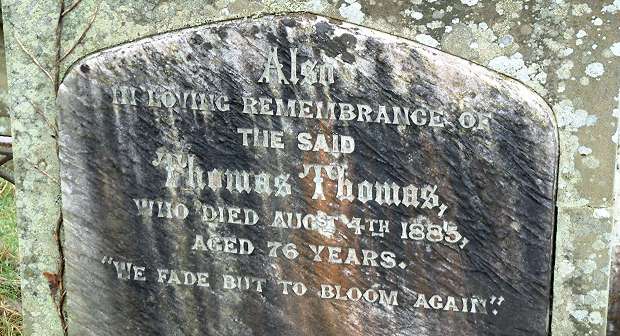 Also
IN LOVING REMEMBRANCE OF
THE SAID
Thomas Thomas,
WHO DIED AUGST 4TH 1885,
AGED 76 YEARS.
"WE FADE BUT TO BLOOM AGAIN".